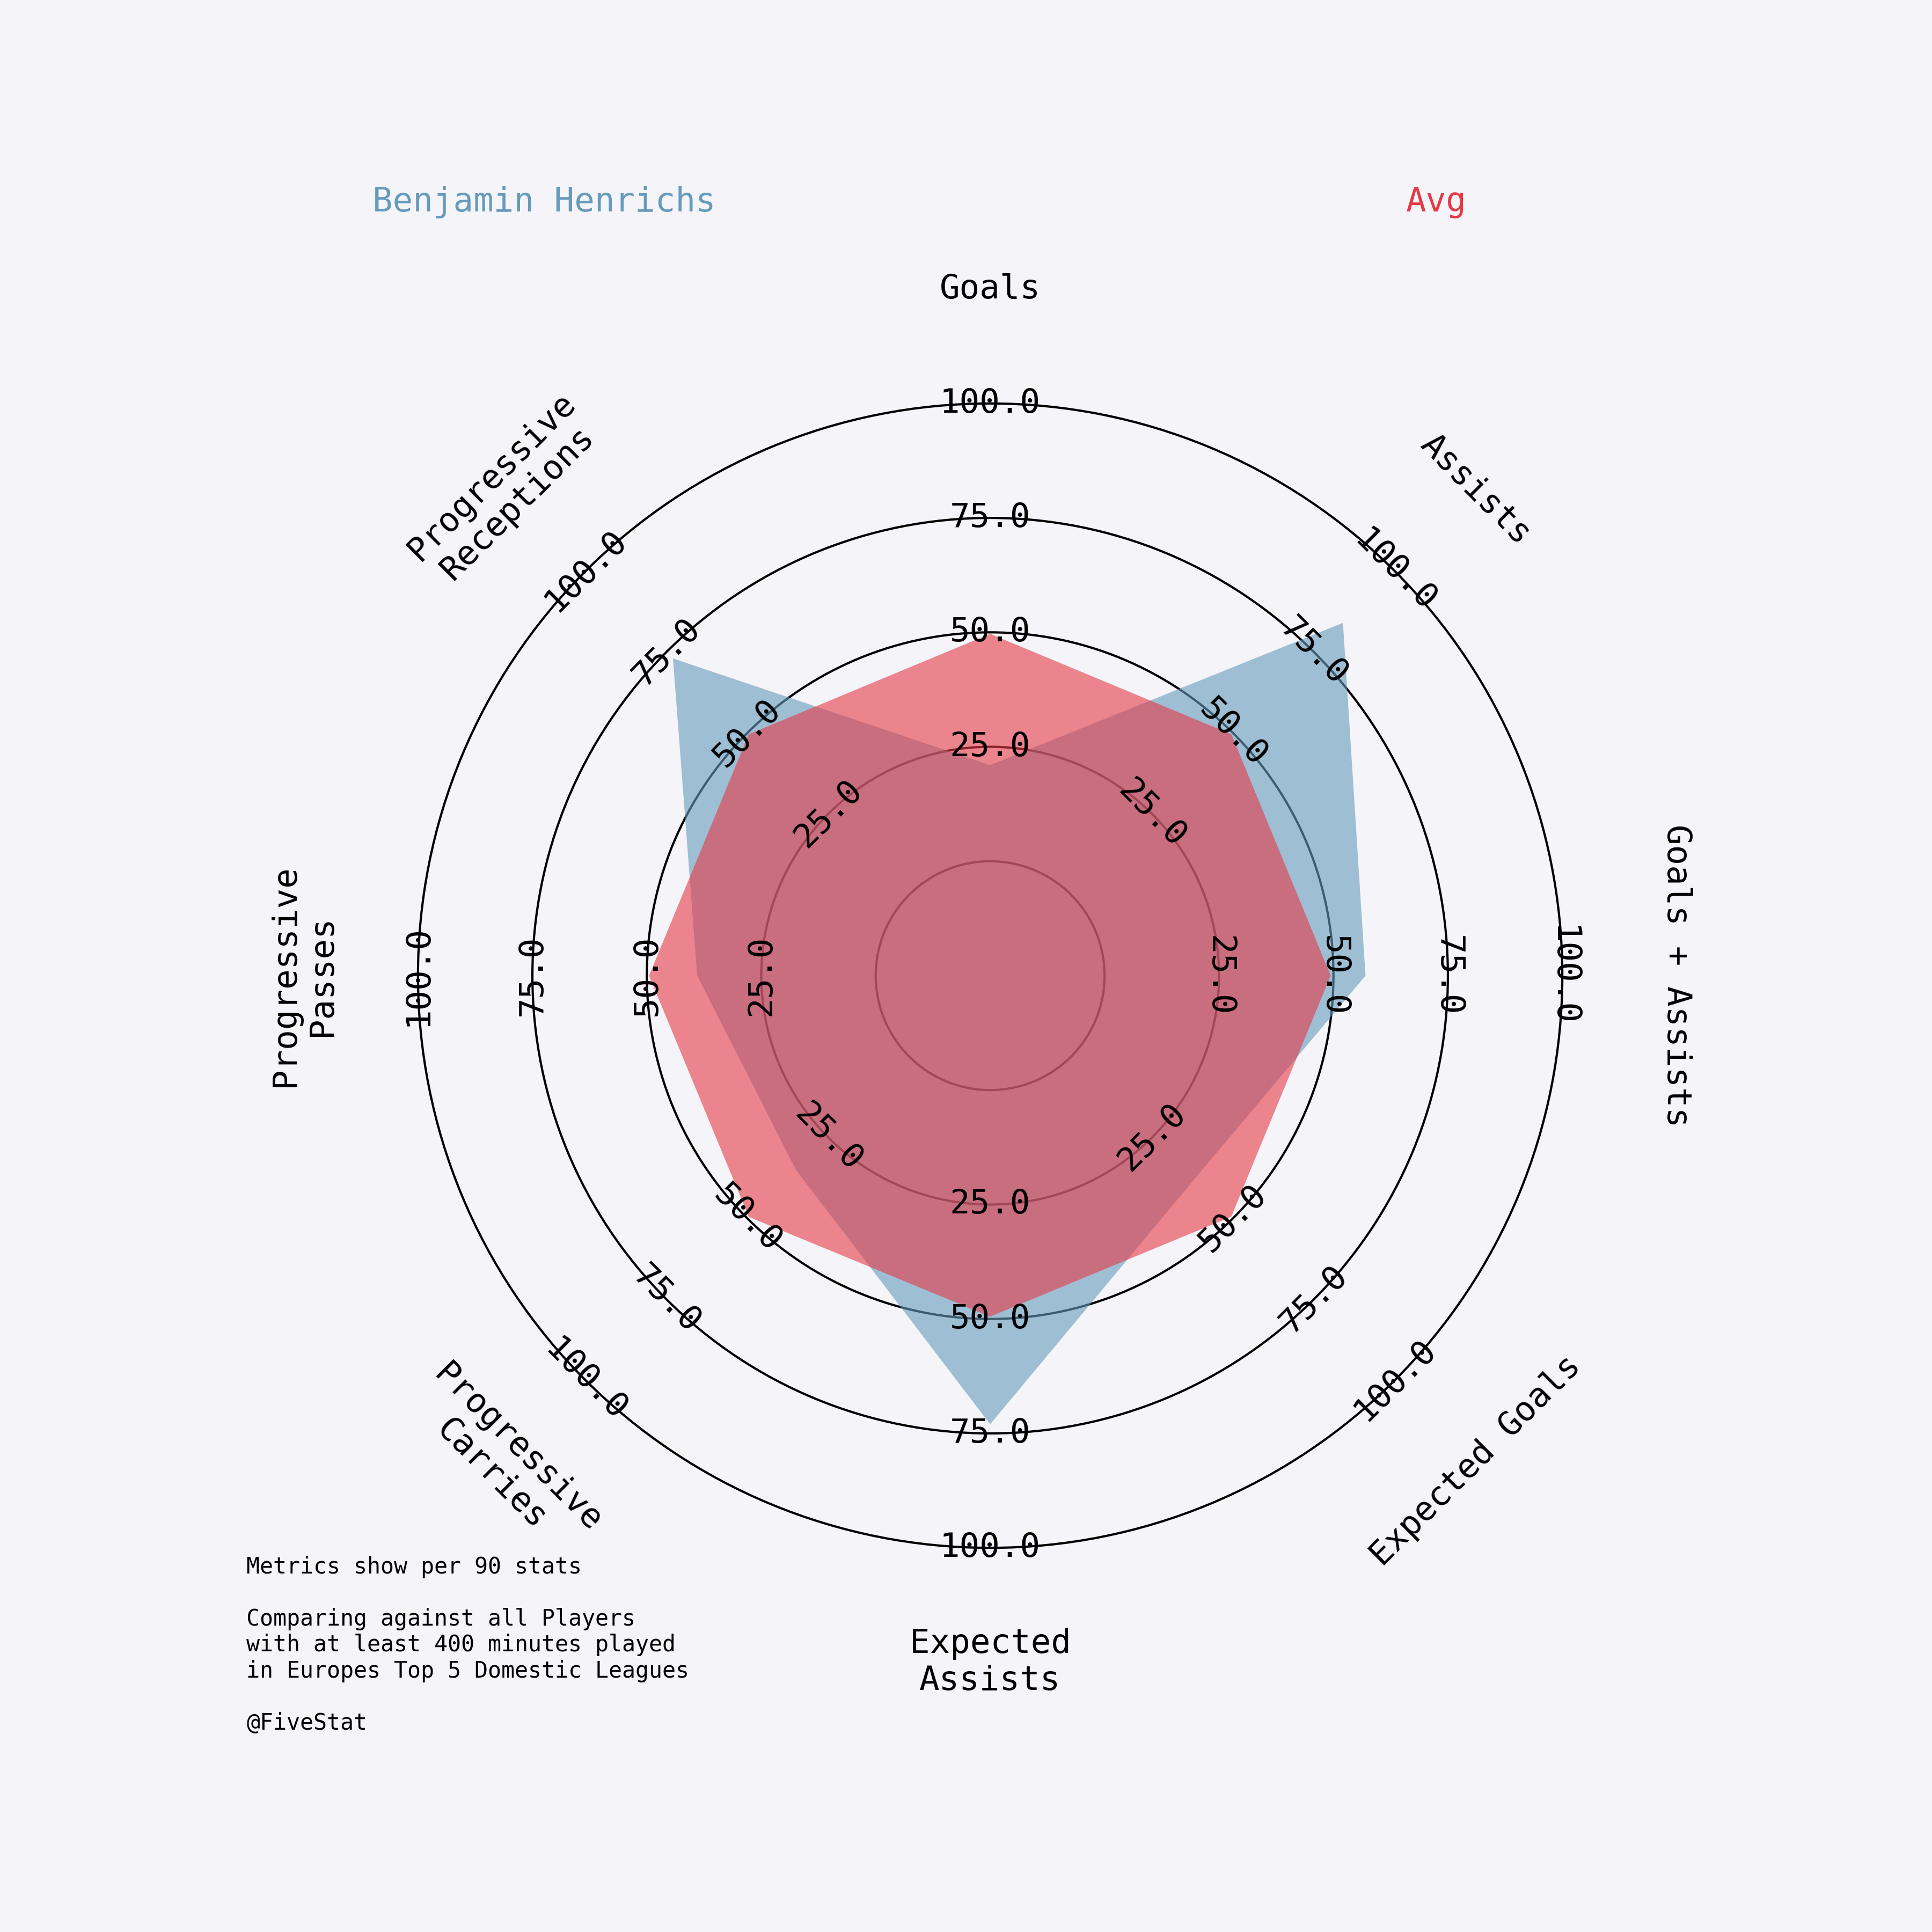 Benjamin Henrichs
Avg
Goals
100.0
75.0
50.0
25.0
Assists
100.0
75.0
50.0
25.0
Goals + Assists
100.0
75.0
50.0
25.0
Expected Goals
100.0
75.0
50.0
25.0
Expected
Assists
100.0
75.0
50.0
25.0
Progressive
Carries
100.0
75.0
50.0
25.0
Progressive
Passes
100.0
75.0
50.0
25.0
Progressive
Receptions
100.0
75.0
50.0
25.0
Metrics show per 90 stats
Comparing against all Players
with at least 400 minutes played
in Europes Top 5 Domestic Leagues
@FiveStat